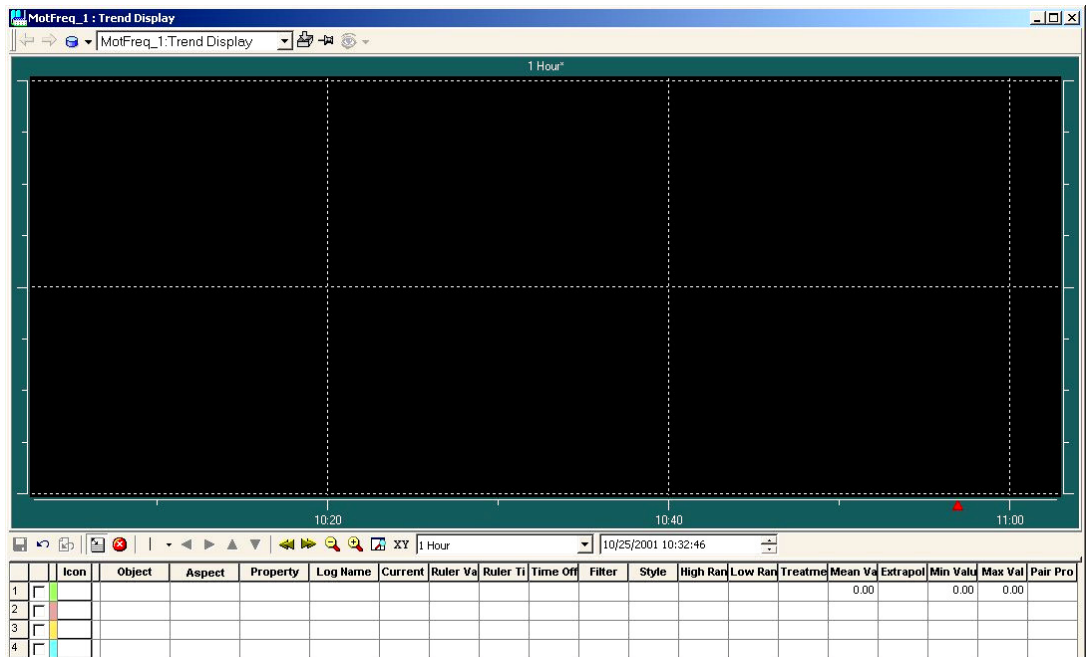 MotFreq_1 : Trend Display
MotFreq_1:Trend Display
1 Hour*
10:20 10:40 11:00
XY 1 Hour 10/25/2001 10:32:46
Icon Object Aspect Property Log Name Current Ruler Va Ruler Ti Time Off Filter Style High Ran Low Ran Treatme Mean Va Extrapol Min Valu Max Val Pair Pro
1 0.00 0.00 0.00
2
3
4